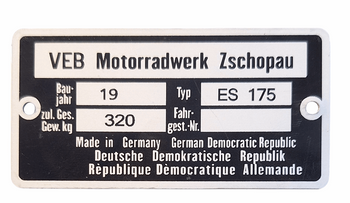 VEB Motorradwerk Zschopau
Bau-
jahr 19 Typ ES 175
zul. Ges.
Gew. kg 320 Fahr-
gest.-Nr.
Made in Germany German Democratic Republic
Deutsche Demokratische Republik
République Dèmocratique Allemande